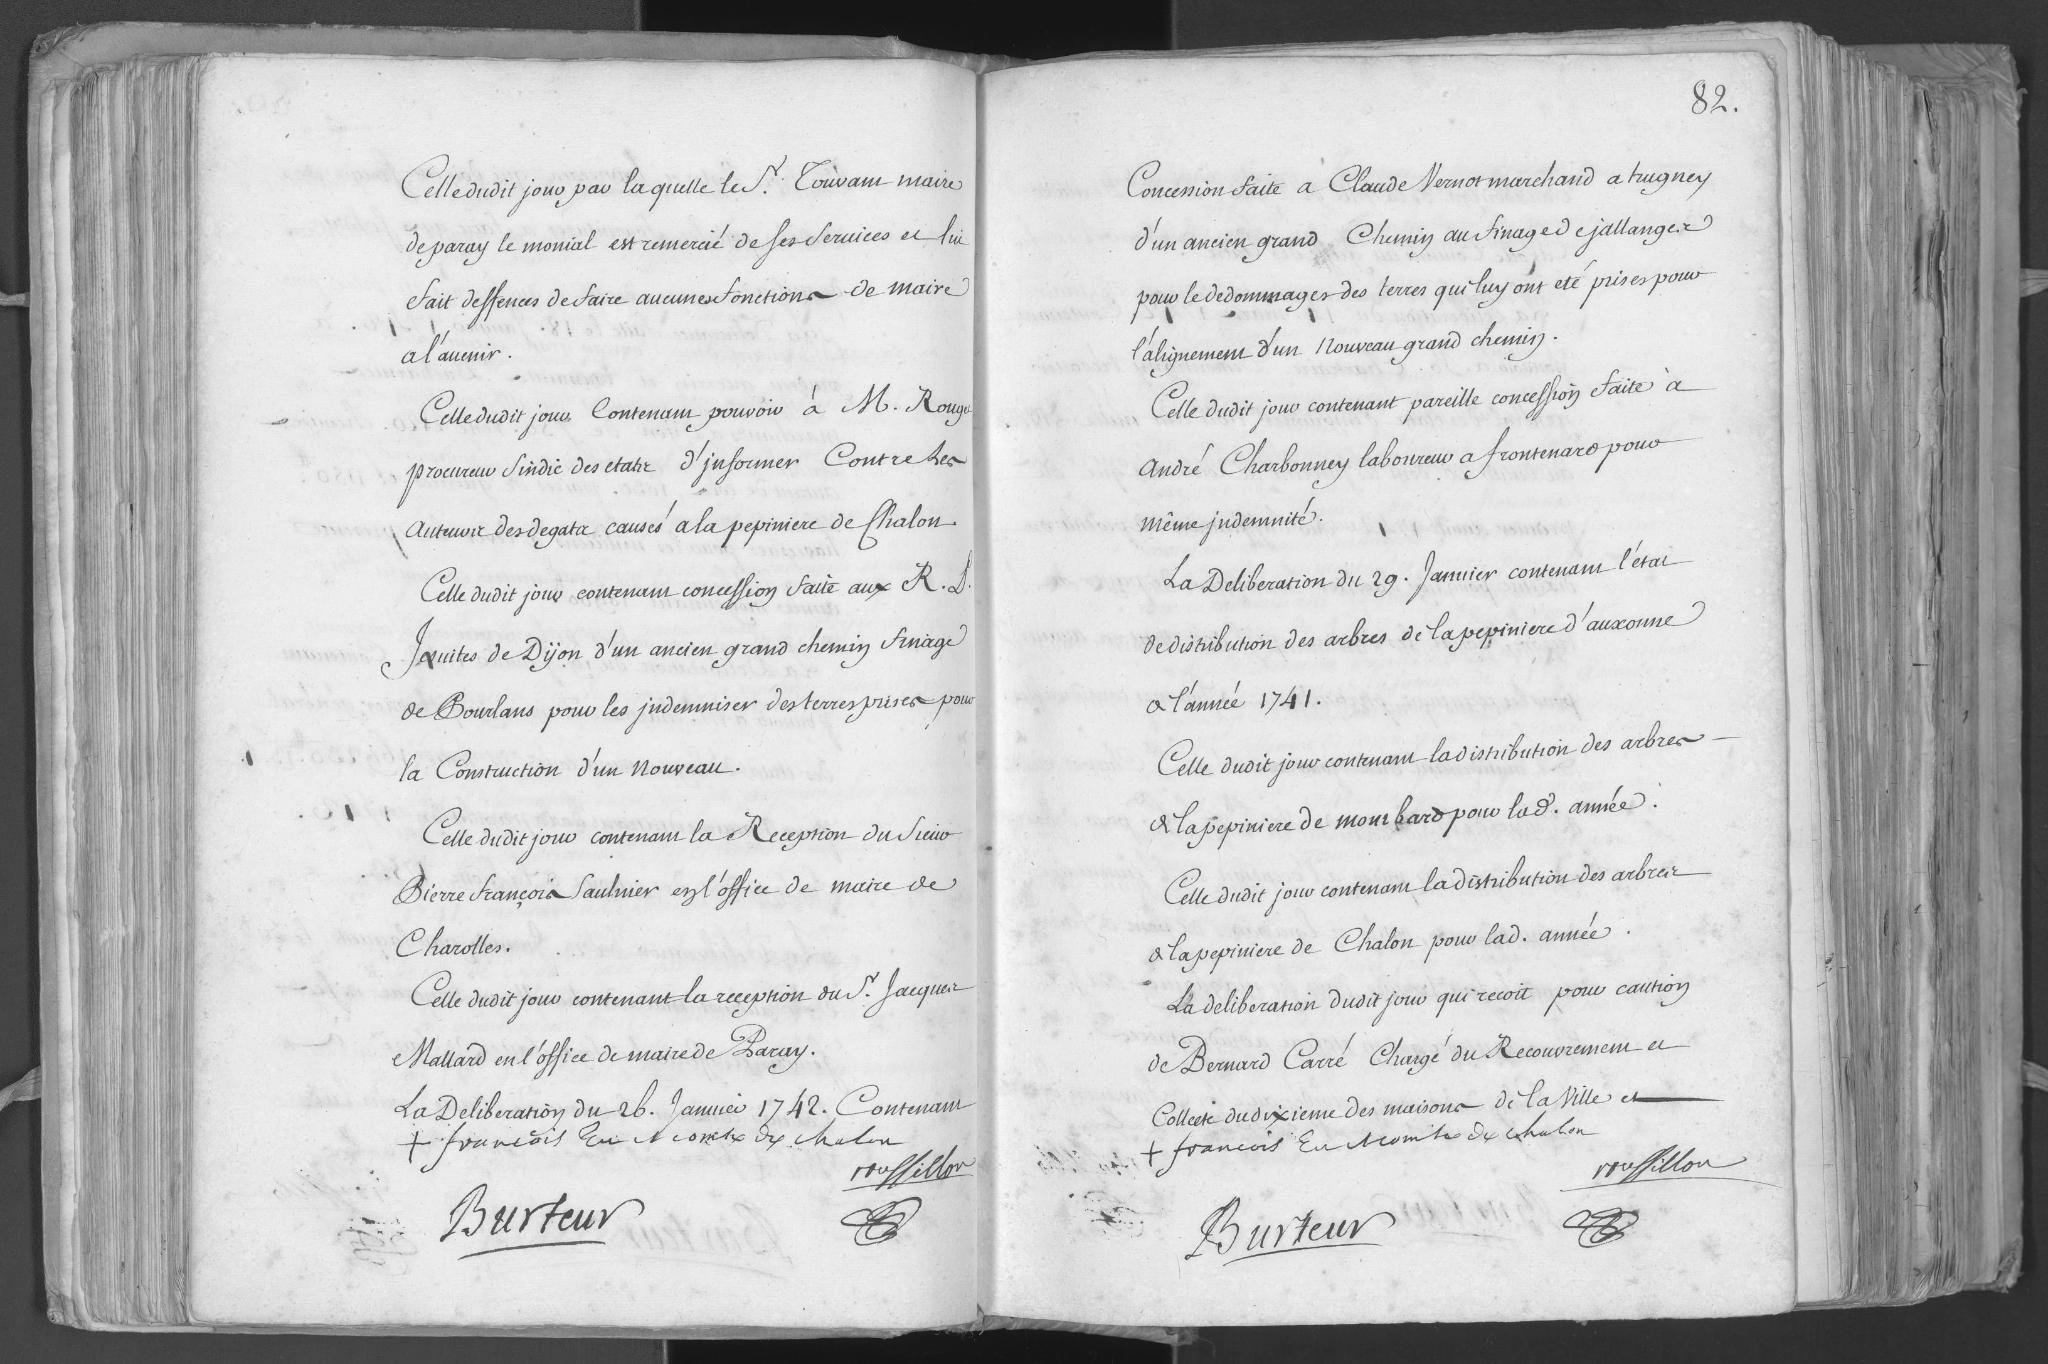 Celle dudit jour par laquelle le Sr. Touvant maire
de paray le monial est remercié de ses services et lui
fait deffences de faire aucunes fonctions de maire
a l'avenir.
Celle dudit jour Contenant pouvoir à M. Rouge
procureur sindic des etats d'informer Contre les
auteurs des degats causés a la pepiniere de Chalon
Celle dudit jour contenant concession faite aux R. P.
Jesuites de Dijon d'un ancien grand chemin finage
de Bourlans pour les indemniser des terres prises pour
la Construction d'un nouveau.
Celle dudit jour contenant la Reception du sieur
Pierre françois Saulnier en l'office de maire de
Charolles.
Celle dudit jour contenant la reception du Sr. Jacques
Mallard en l'office de maire de Paray.
La Deliberation du 26. Janvier 1742. Contenant
+ françois Ev. comte de chalon
roussillon
Burteur
82.
Concession faite a Claude Vernot marchand a trugney
d'un ancien grand Chemin au finage de jallanges
pour le dedommager des terres qui luy ont eté prises pour
l'alignement d'un nouveau grand chemin.
Celle dudit jour contenant pareille concession faite a
André Charbonney laboureur a frontenard pour
même indemnité.
La Deliberation du 29. Janvier contenant l'état
de distribution des arbres de la pepiniere d'auxonne
de l'année 1741.
Celle dudit jour contenant la distribution des arbres
de la pepiniere de montbard pour lad. année.
Celle dudit jour contenant la distribution des arbres
de la pepiniere de Chalon pour lad. année.
La deliberation dudit jour qui recoit pour caution
de Bernard Carré Chargé du Recouvrement et
Collecte du dixieme des maisons de la Ville et
+ françois Ev. comte de chalon
roussillon
Burteur